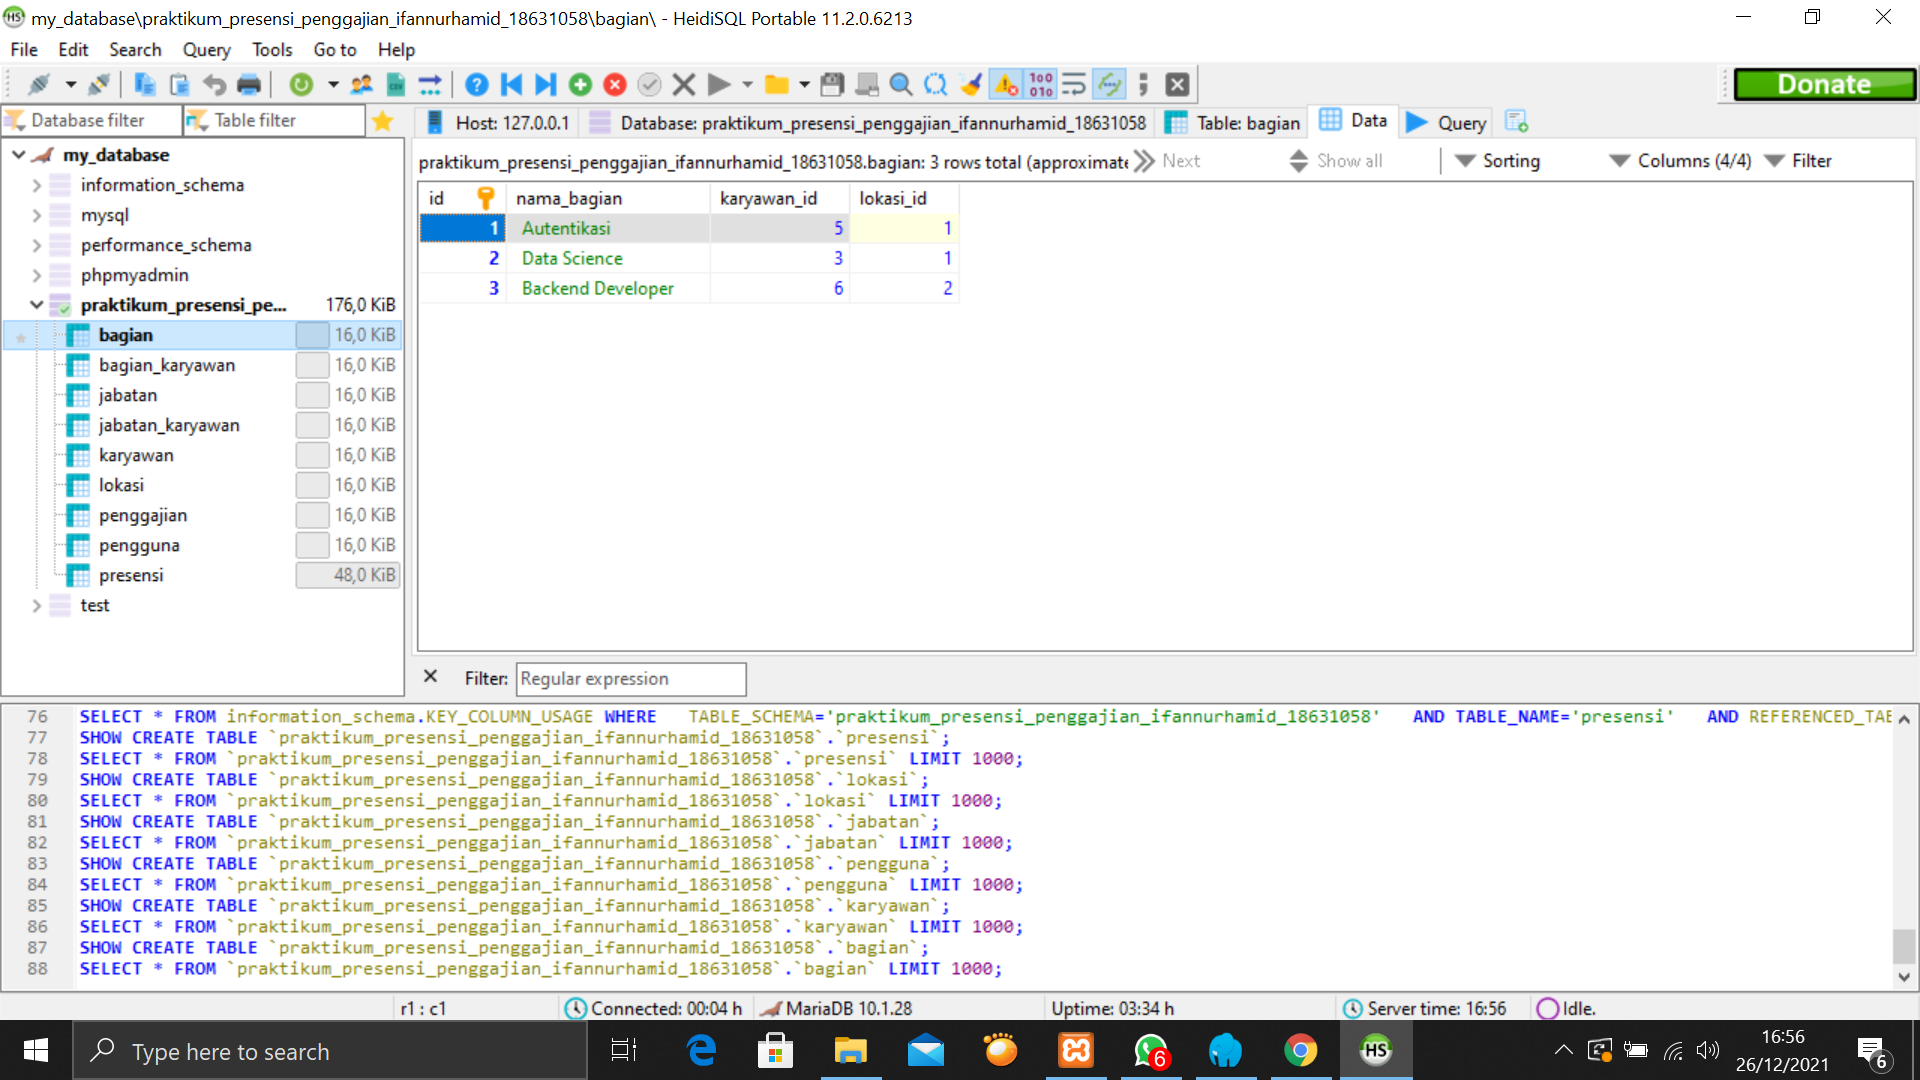 my_database\praktikum_presensi_penggajian_ifannurhamid_18631058\bagian\ - HeidiSQL Portable 11.2.0.6213
File Edit Search Query Tools Go to Help
Donate
Database filter Table filter
Host: 127.0.0.1 Database: praktikum_presensi_penggajian_ifannurhamid_18631058 Table: bagian Data Query
praktikum_presensi_penggajian_ifannurhamid_18631058.bagian: 3 rows total (approximate Next Show all Sorting Columns (4/4) Filter
my_database
information_schema
mysql
performance_schema
phpmyadmin
praktikum_presensi_pe... 176,0 KiB
bagian 16,0 KiB
bagian_karyawan 16,0 KiB
jabatan 16,0 KiB
jabatan_karyawan 16,0 KiB
karyawan 16,0 KiB
lokasi 16,0 KiB
penggajian 16,0 KiB
pengguna 16,0 KiB
presensi 48,0 KiB
test
id nama_bagian karyawan_id lokasi_id
1 Autentikasi 5 1
2 Data Science 3 1
3 Backend Developer 6 2
Filter: Regular expression
76 SELECT * FROM information_schema.KEY_COLUMN_USAGE WHERE TABLE_SCHEMA='praktikum_presensi_penggajian_ifannurhamid_18631058' AND TABLE_NAME='presensi' AND REFERENCED_TAB
77 SHOW CREATE TABLE `praktikum_presensi_penggajian_ifannurhamid_18631058`.`presensi`;
78 SELECT * FROM `praktikum_presensi_penggajian_ifannurhamid_18631058`.`presensi` LIMIT 1000;
79 SHOW CREATE TABLE `praktikum_presensi_penggajian_ifannurhamid_18631058`.`lokasi`;
80 SELECT * FROM `praktikum_presensi_penggajian_ifannurhamid_18631058`.`lokasi` LIMIT 1000;
81 SHOW CREATE TABLE `praktikum_presensi_penggajian_ifannurhamid_18631058`.`jabatan`;
82 SELECT * FROM `praktikum_presensi_penggajian_ifannurhamid_18631058`.`jabatan` LIMIT 1000;
83 SHOW CREATE TABLE `praktikum_presensi_penggajian_ifannurhamid_18631058`.`pengguna`;
84 SELECT * FROM `praktikum_presensi_penggajian_ifannurhamid_18631058`.`pengguna` LIMIT 1000;
85 SHOW CREATE TABLE `praktikum_presensi_penggajian_ifannurhamid_18631058`.`karyawan`;
86 SELECT * FROM `praktikum_presensi_penggajian_ifannurhamid_18631058`.`karyawan` LIMIT 1000;
87 SHOW CREATE TABLE `praktikum_presensi_penggajian_ifannurhamid_18631058`.`bagian`;
88 SELECT * FROM `praktikum_presensi_penggajian_ifannurhamid_18631058`.`bagian` LIMIT 1000;
r1 : c1 Connected: 00:04 h MariaDB 10.1.28 Uptime: 03:34 h Server time: 16:56 Idle.
Type here to search
6
HS
16:56
26/12/2021
6